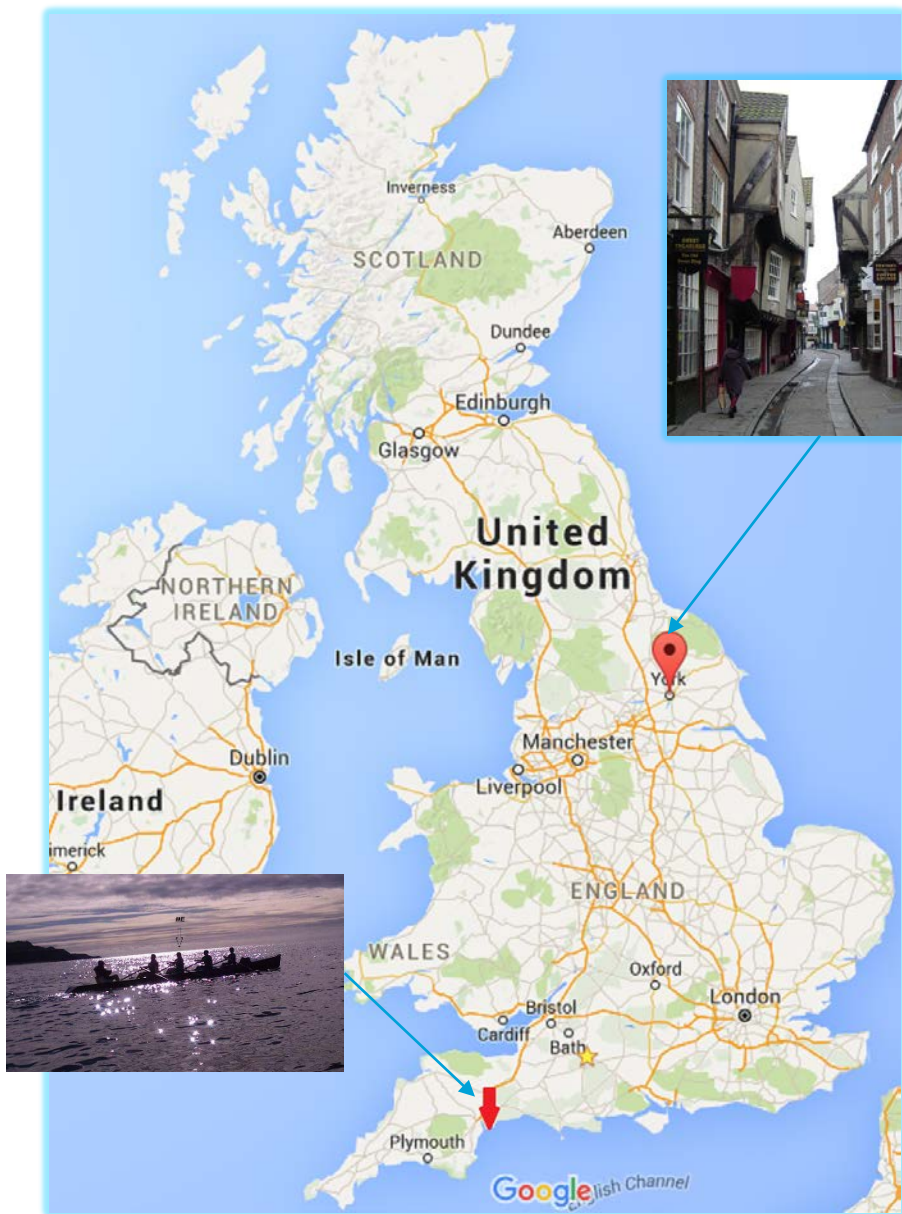 Inverness
Aberdeen
SCOTLAND
Dundee
Edinburgh
Glasgow
United
Kingdom
NORTHERN
IRELAND
Isle of Man
York
Manchester
Liverpool
Dublin
Ireland
imerick
ENGLAND
ME
WALES
Oxford
London
Bristol
Cardiff
Bath
Plymouth
Google
glish Channel